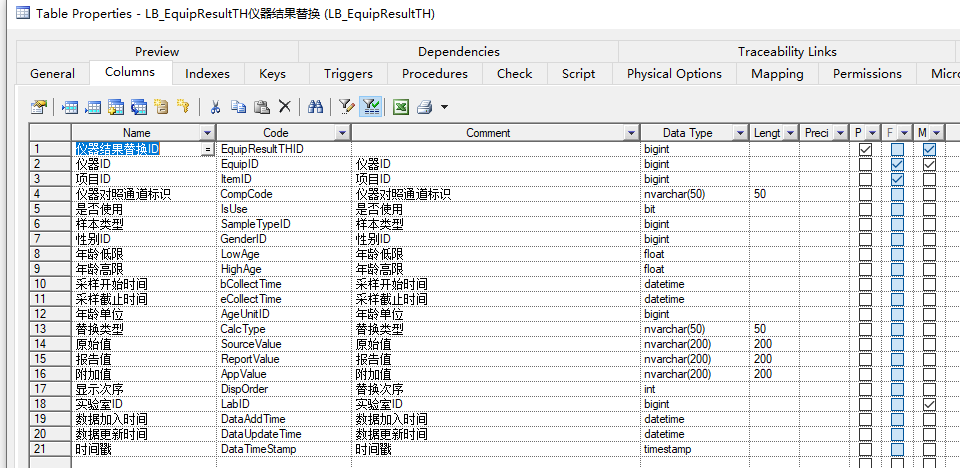 Table Properties - LB_EquipResultTH仪器结果替换 (LB_EquipResultTH)
Preview Dependencies Traceability Links
General Columns Indexes Keys Triggers Procedures Check Script Physical Options Mapping Permissions Micro
Name Code Comment Data Type Lengt Preci P F M
1 仪器结果替换ID = EquipResultTHID bigint
2 仪器ID EquipID 仪器ID bigint
3 项目ID ItemID 项目ID bigint
4 仪器对照通道标识 CompCode 仪器对照通道标识 nvarchar(50) 50
5 是否使用 IsUse 是否使用 bit
6 样本类型 SampleTypeID 样本类型 bigint
7 性别ID GenderID 性别ID bigint
8 年龄低限 LowAge 年龄低限 float
9 年龄高限 HighAge 年龄高限 float
10 采样开始时间 bCollectTime 采样开始时间 datetime
11 采样截止时间 eCollectTime 采样截止时间 datetime
12 年龄单位 AgeUnitID 年龄单位 bigint
13 替换类型 CalcType 替换类型 nvarchar(50) 50
14 原始值 SourceValue 原始值 nvarchar(200) 200
15 报告值 ReportValue 报告值 nvarchar(200) 200
16 附加值 AppValue 附加值 nvarchar(200) 200
17 显示次序 DispOrder 替换次序 int
18 实验室ID LabID 实验室ID bigint
19 数据加入时间 DataAddTime 数据加入时间 datetime
20 数据更新时间 DataUpdateTime 数据更新时间 datetime
21 时间戳 DataTimeStamp 时间戳 timestamp